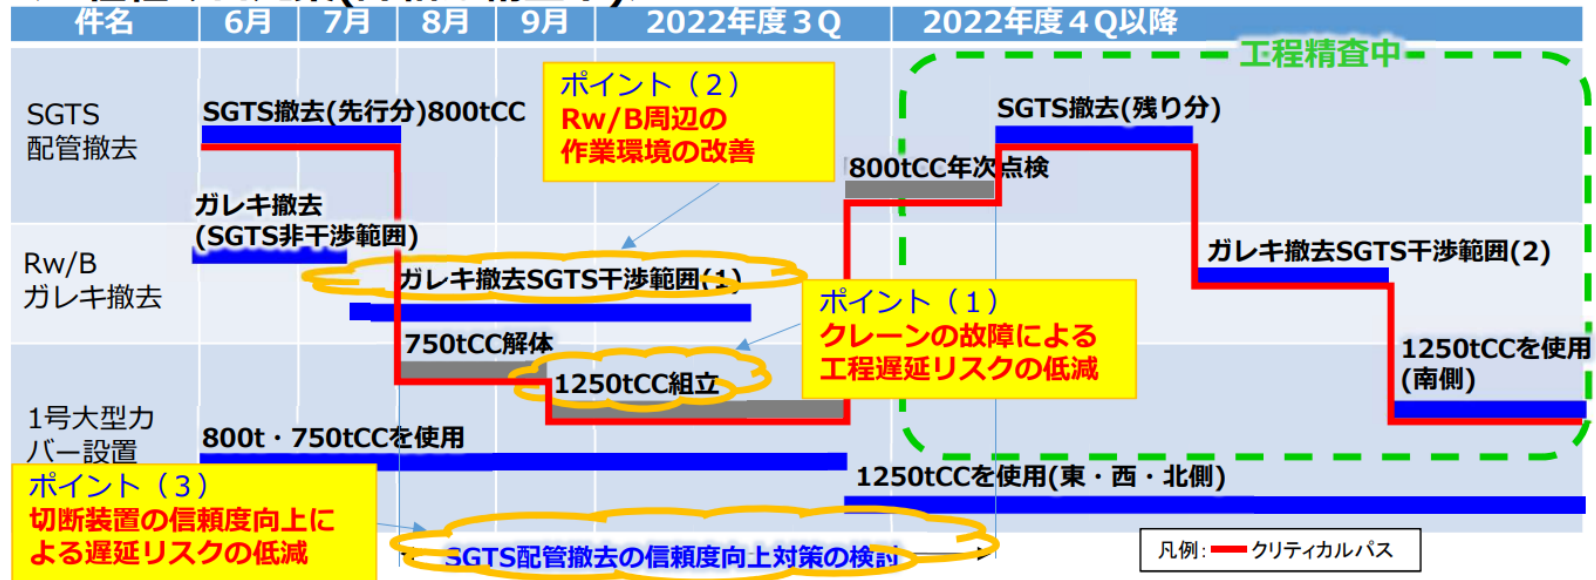 件名 6月 7月 8月 9月 2022年度3Q 2022年度4Q以降
工程精査中
SGTS
配管撤去
SGTS撤去(先行分)800tCC
ポイント（2）
Rw/B周辺の
作業環境の改善
SGTS撤去(残り分)
800tCC年次点検
ガレキ撤去
(SGTS非干渉範囲)
Rw/B
ガレキ撤去
ガレキ撤去SGTS干渉範囲(1)
ガレキ撤去SGTS干渉範囲(2)
ポイント（1）
クレーンの故障による
工程遅延リスクの低減
750tCC解体
1250tCC組立
1250tCCを使用
(南側)
1号大型カ
バー設置
800t・750tCCを使用
1250tCCを使用(東・西・北側)
ポイント（3）
切断装置の信頼度向上に
よる遅延リスクの低減
SGTS配管撤去の信頼度向上対策の検討
凡例: クリティカルパス